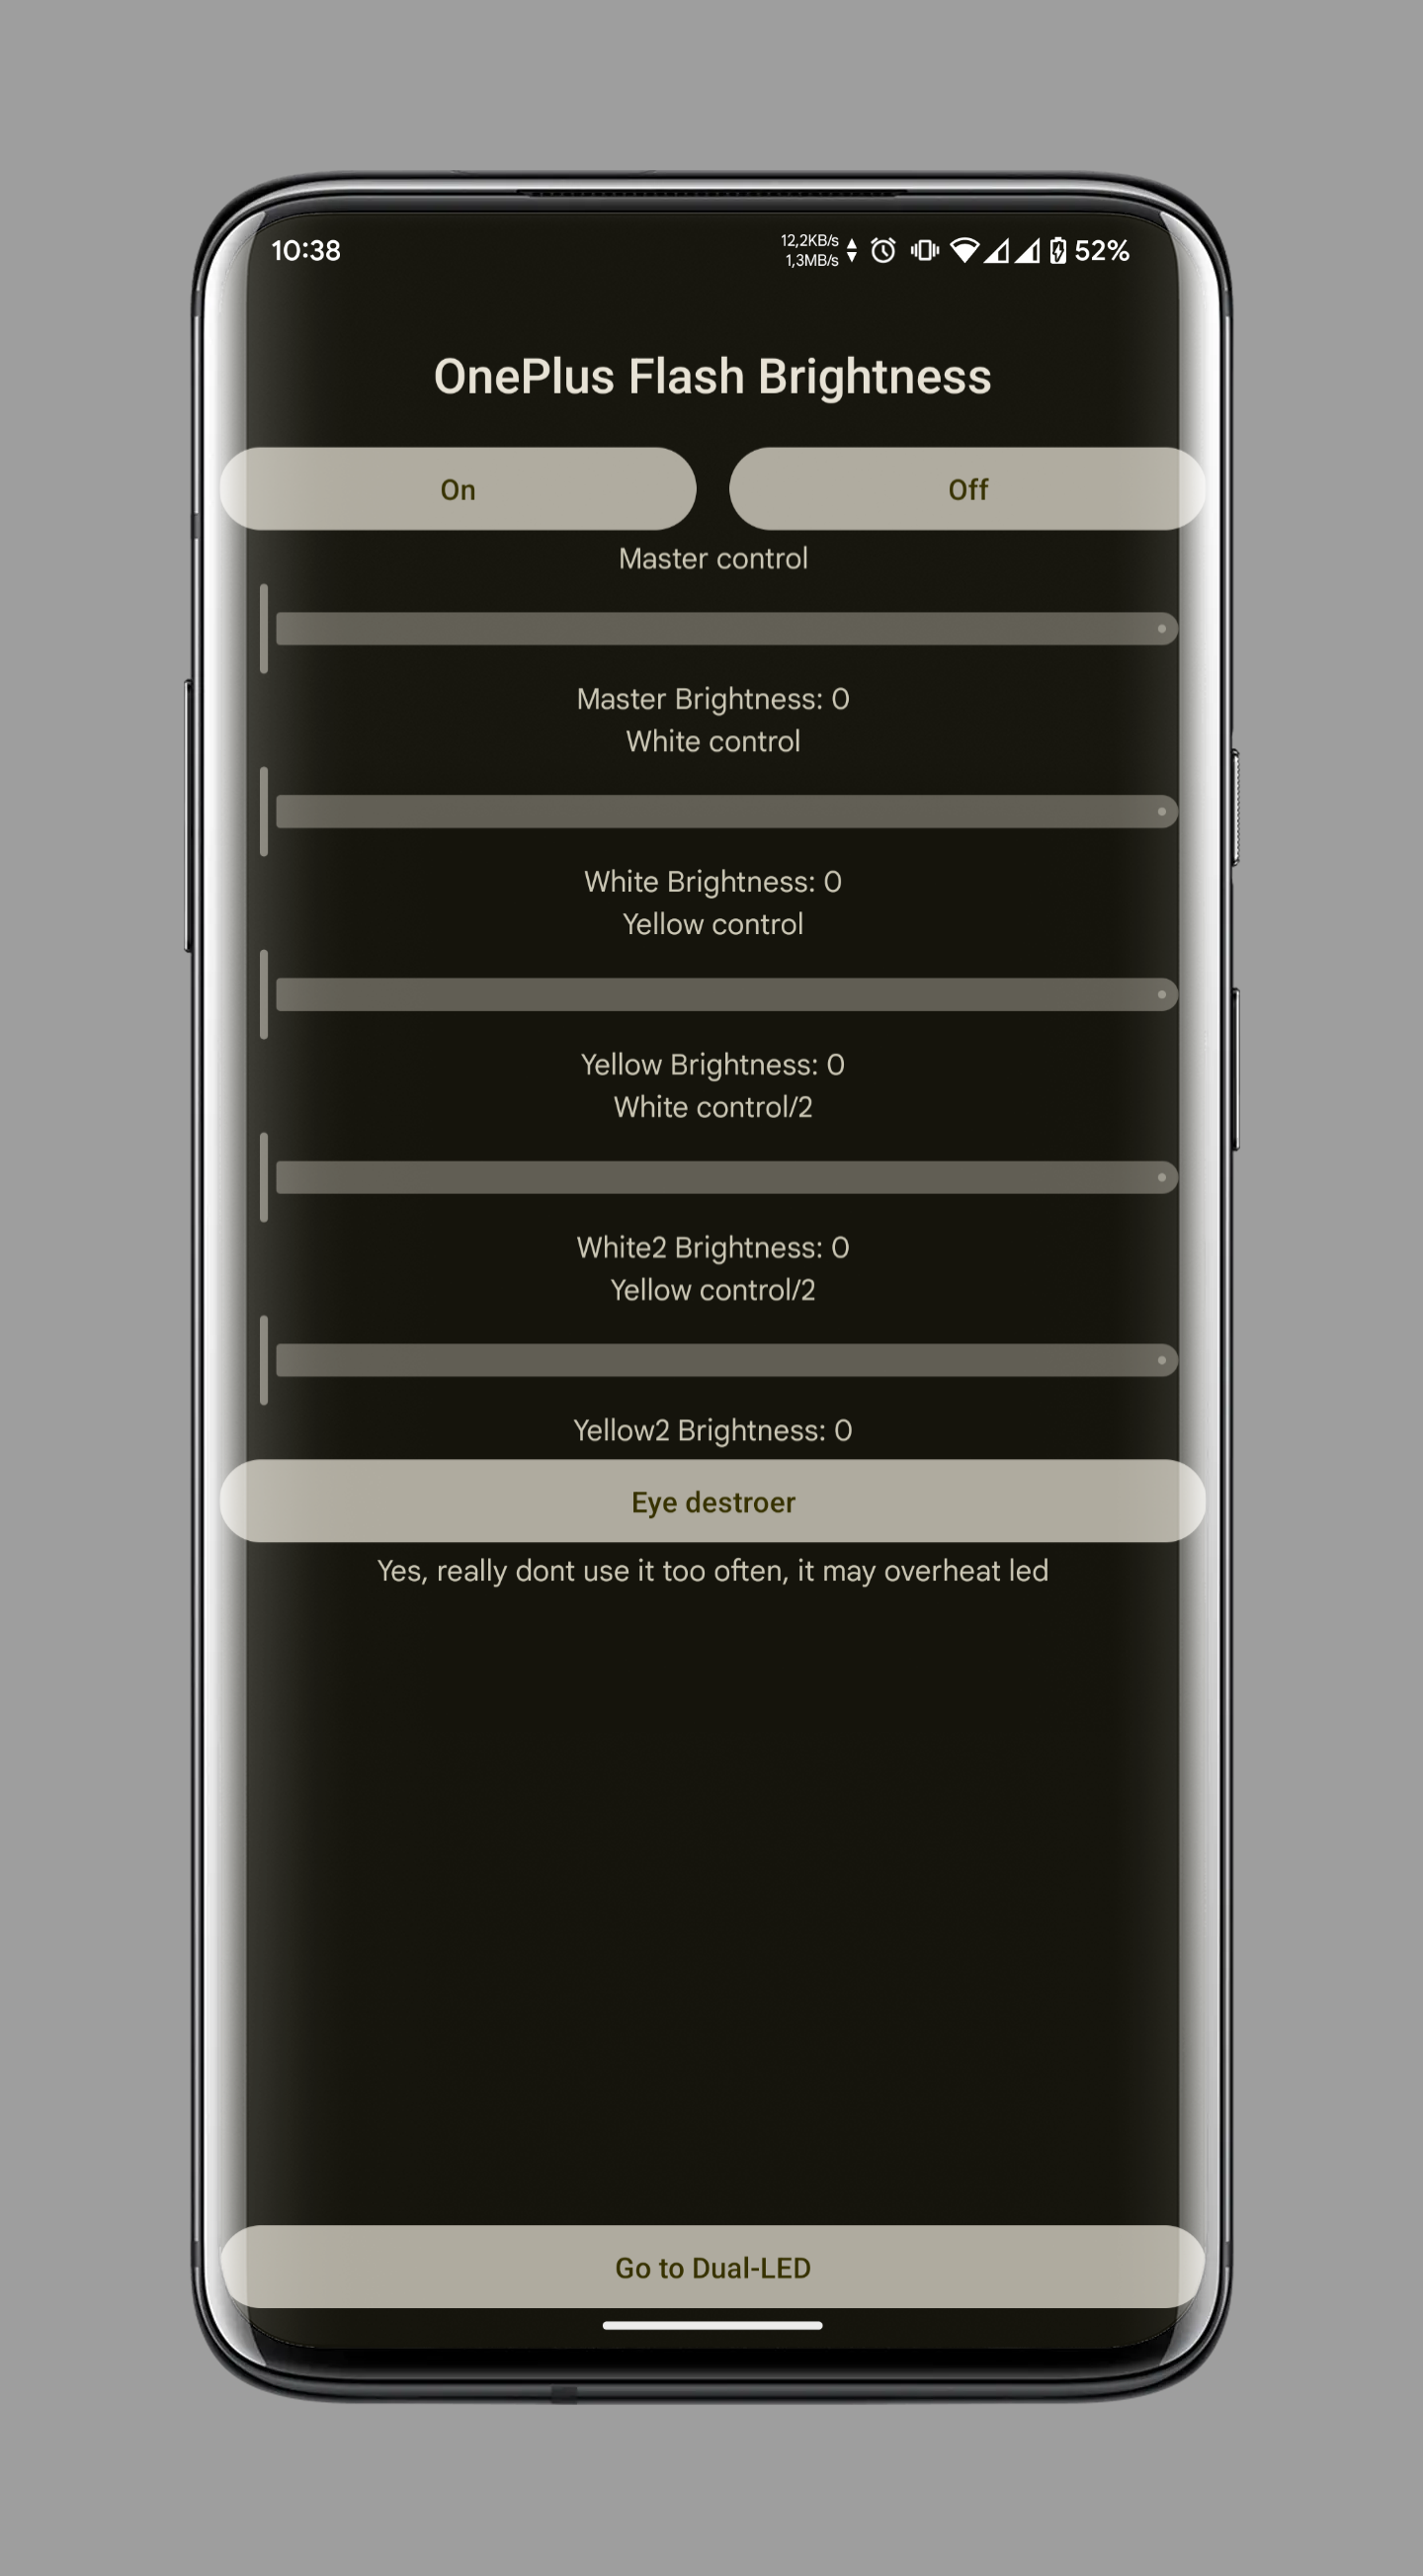 10:38
12,2KB/s
1,3MB/s
52%
OnePlus Flash Brightness
On
Off
Master control
Master Brightness: 0
White control
White Brightness: 0
Yellow control
Yellow Brightness: 0
White control/2
White2 Brightness: 0
Yellow control/2
Yellow2 Brightness: 0
Eye destroer
Yes, really dont use it too often, it may overheat led
Go to Dual-LED